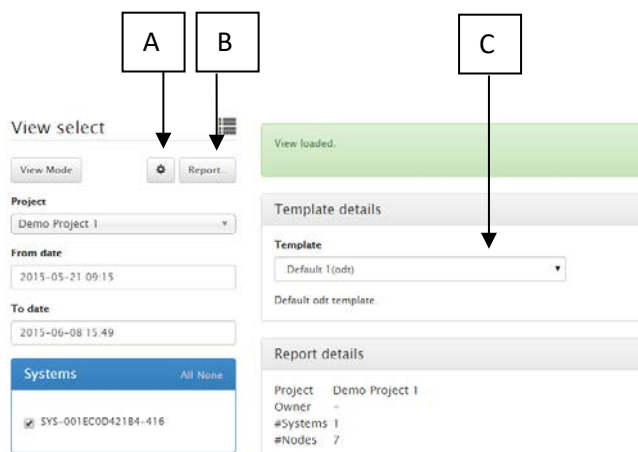 A
B
C
View select
View Mode
Report..
Project
Demo Project 1
From date
2015-05-21 09:15
To date
2015-06-08 15:49
Systems
All None
SYS-001EC0D421B4-416
View loaded.
Template details
Template
Default 1(odt)
Default odt template.
Report details
Project Demo Project 1
Owner –
#Systems 1
#Nodes 7